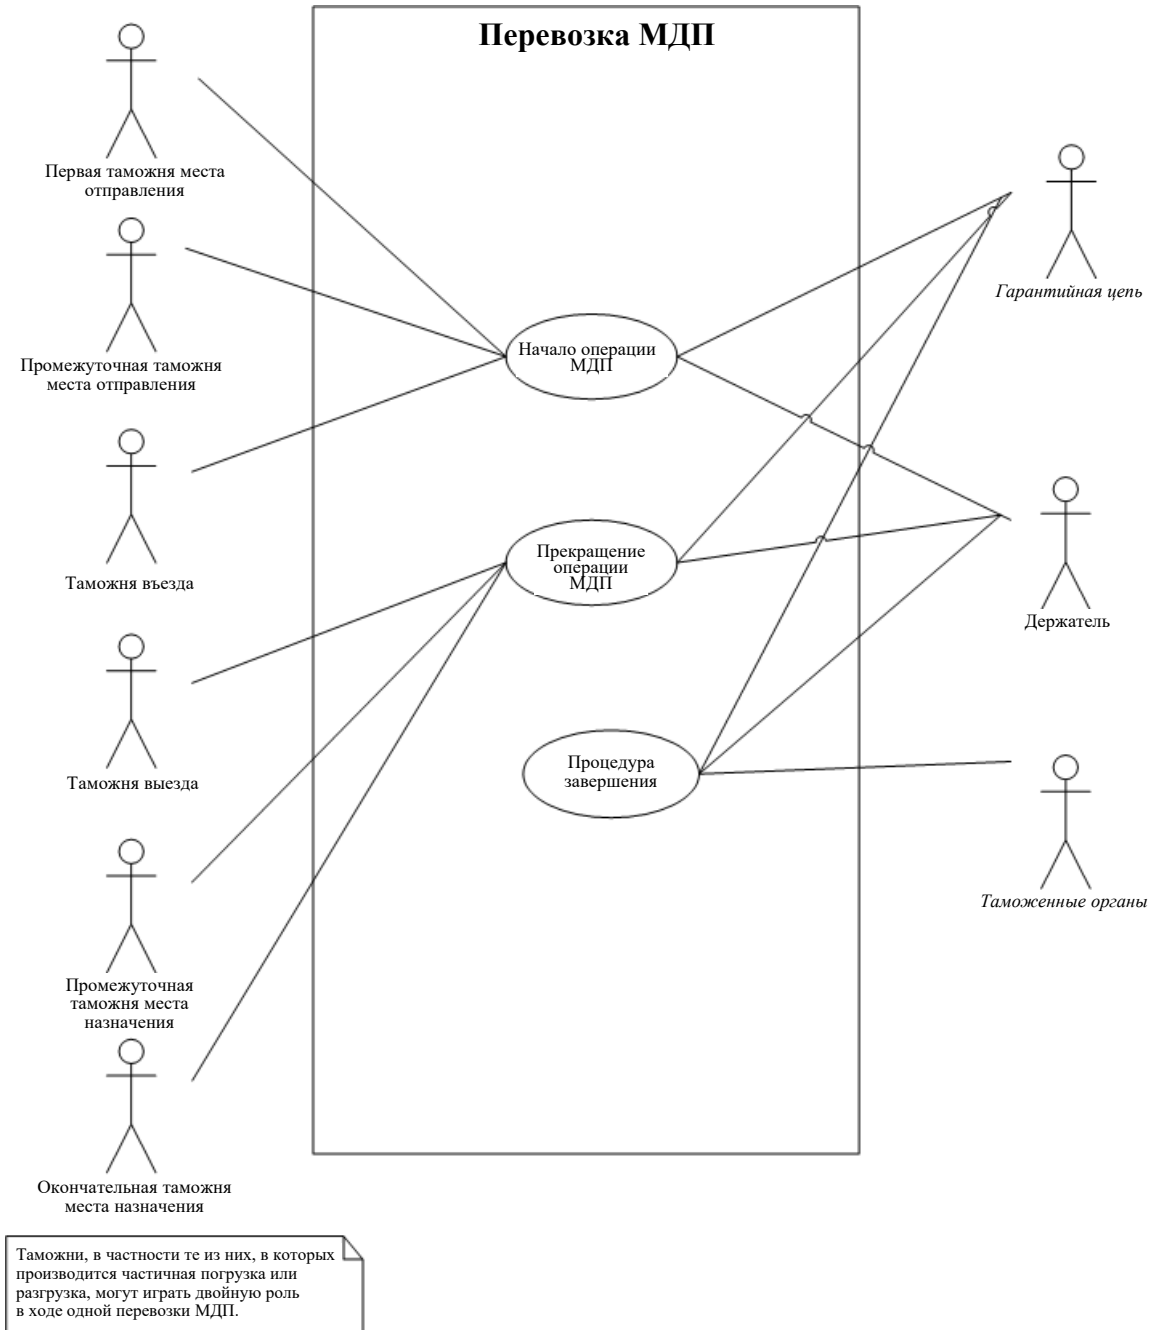 Перевозка МДП
Первая таможня места
отправления
Промежуточная таможня
места отправления
Таможня въезда
Таможня выезда
Промежуточная
таможня места
назначения
Окончательная таможня
места назначения
Начало операции
МДП
Прекращение
операции
МДП
Процедура
завершения
Гарантийная цепь
Держатель
Таможенные органы
Таможни, в частности те из них, в которых
производится частичная погрузка или
разгрузка, могут играть двойную роль
в ходе одной перевозки МДП.